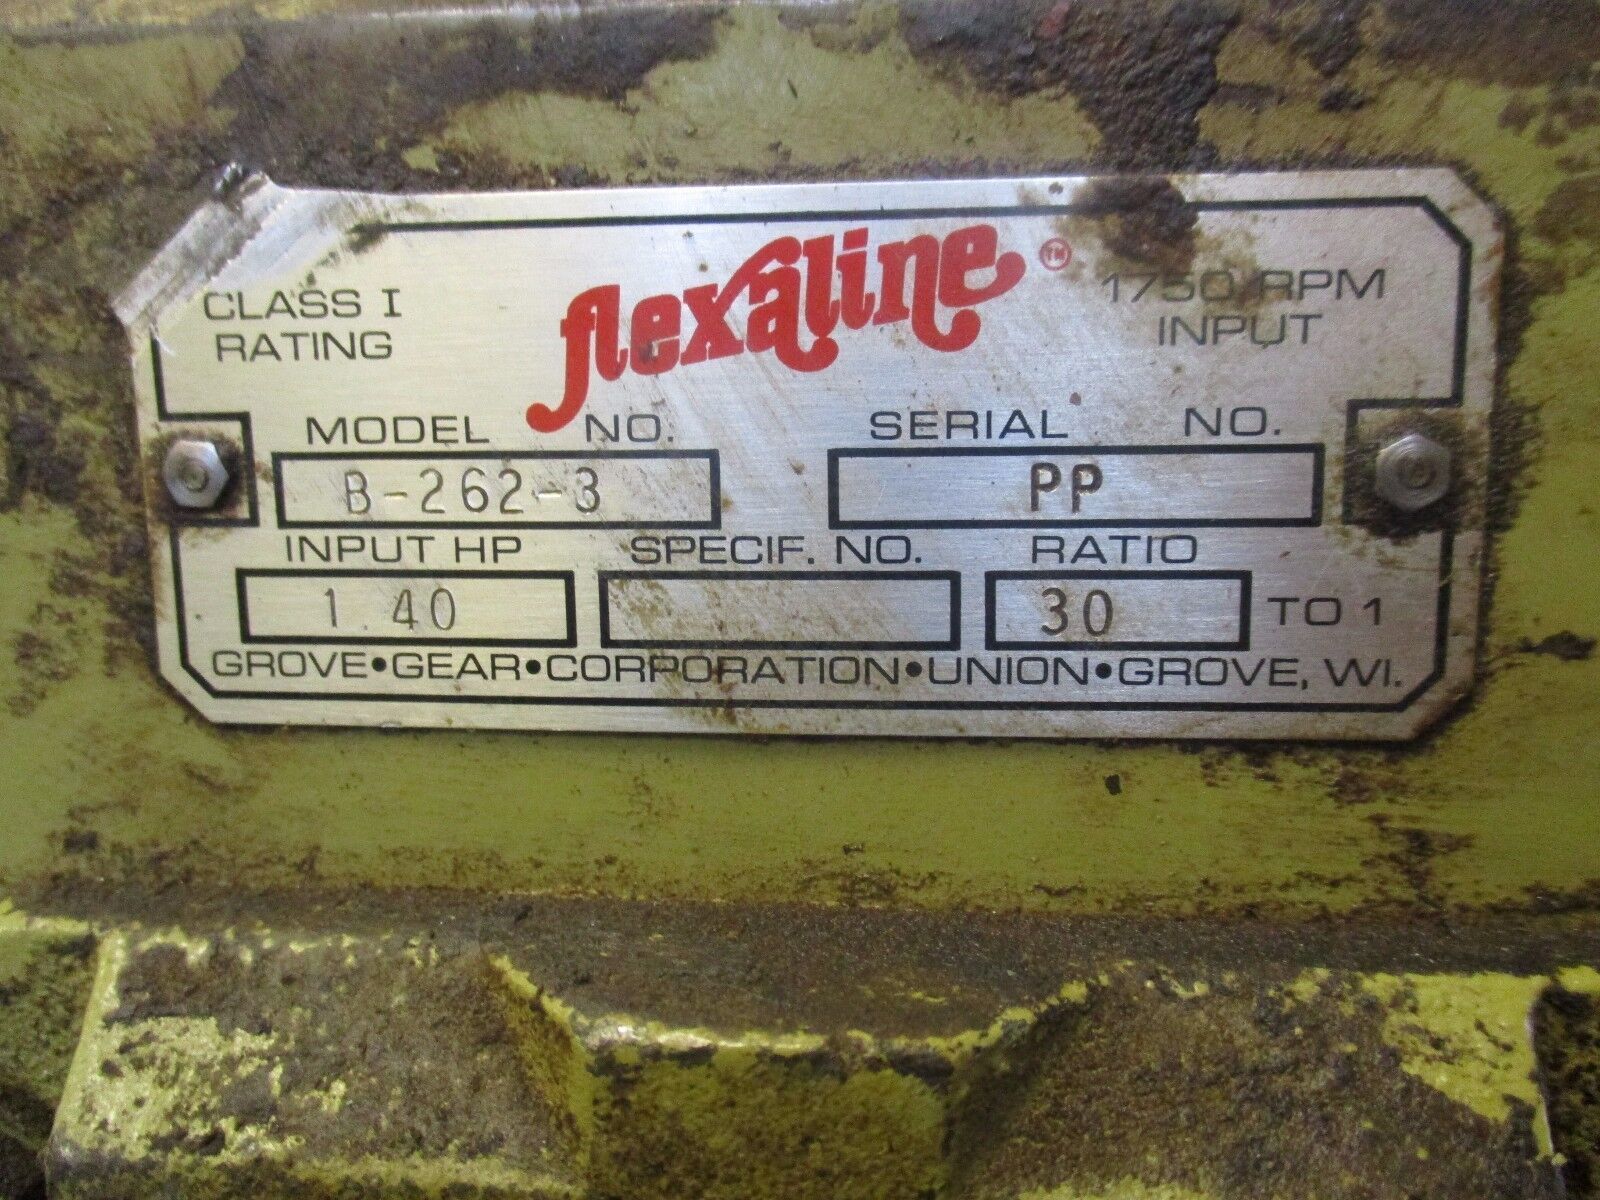 CLASS I
RATING
flexaline TM
1750 RPM
INPUT
MODEL NO.
SERIAL NO.
B-262-3
PP
INPUT HP
SPECIF. NO.
RATIO
1.40
30 TO 1
GROVE•GEAR•CORPORATION•UNION•GROVE, WI.